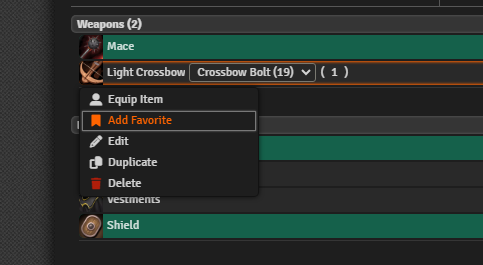 Weapons (2)
Mace
Light Crossbow Crossbow Bolt (19) ( 1 )
Equip Item
Add Favorite
Edit
Duplicate
Delete
Vestments
Shield